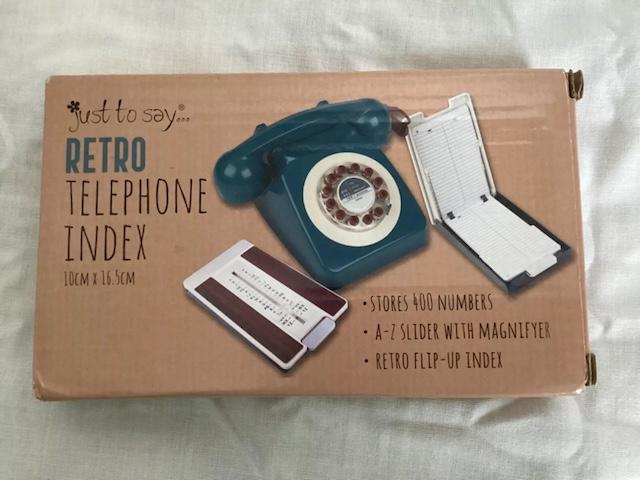 just to say®...
RETRO
TELEPHONE
INDEX
10CM X 16.5CM
• STORES 400 NUMBERS
• A-Z SLIDER WITH MAGNIFYER
• RETRO FLIP-UP INDEX